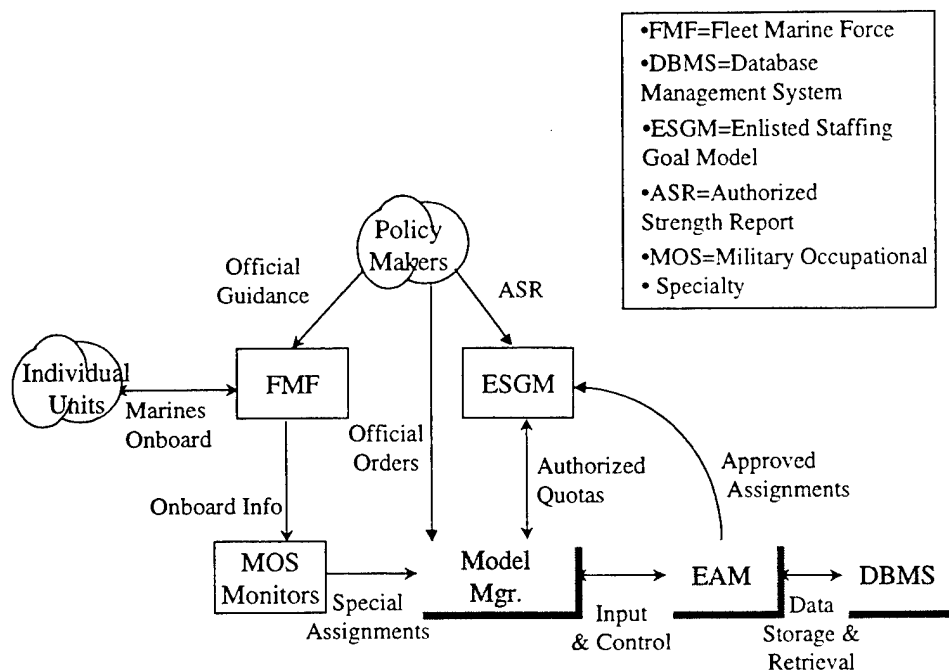 •FMF=Fleet Marine Force
•DBMS=Database
Management System
•ESGM=Enlisted Staffing
Goal Model
•ASR=Authorized
Strength Report
•MOS=Military Occupational
• Specialty
Policy
Makers
Official
Guidance
ASR
Individual
Units
FMF
ESGM
Marines
Onboard
Official
Orders
Authorized
Quotas
Approved
Assignments
Onboard Info
MOS
Monitors
Model
Mgr.
EAM
DBMS
Special
Assignments
Input
& Control
Data
Storage &
Retrieval